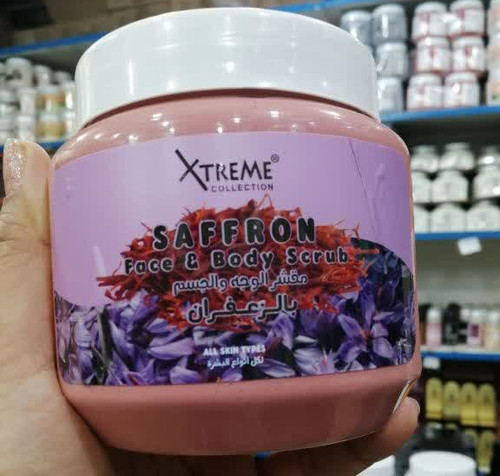 XTREME®
COLLECTION
SAFFRON
Face & Body Scrub
مقشر الوجه والجسم
بالزعفران
ALL SKIN TYPES
لكل أنواع البشرة